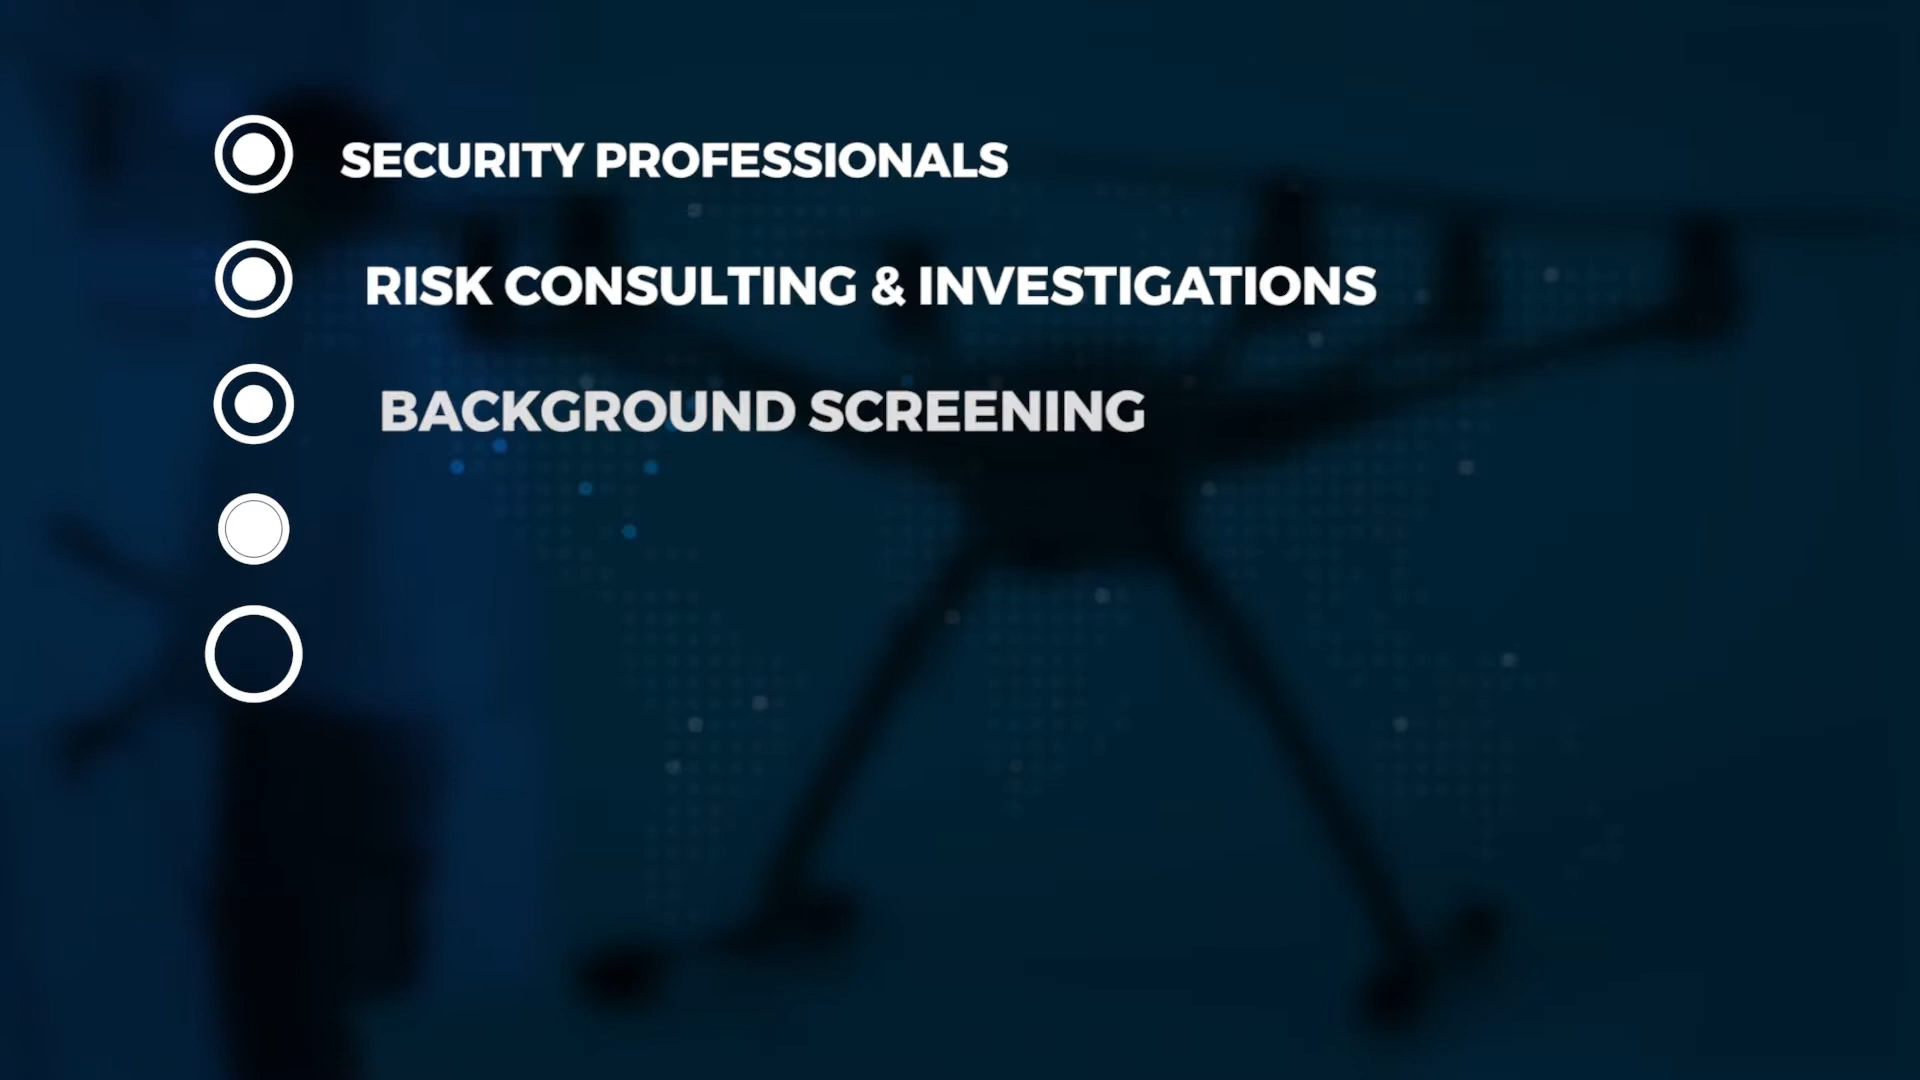 SECURITY PROFESSIONALS
RISK CONSULTING & INVESTIGATIONS
BACKGROUND SCREENING